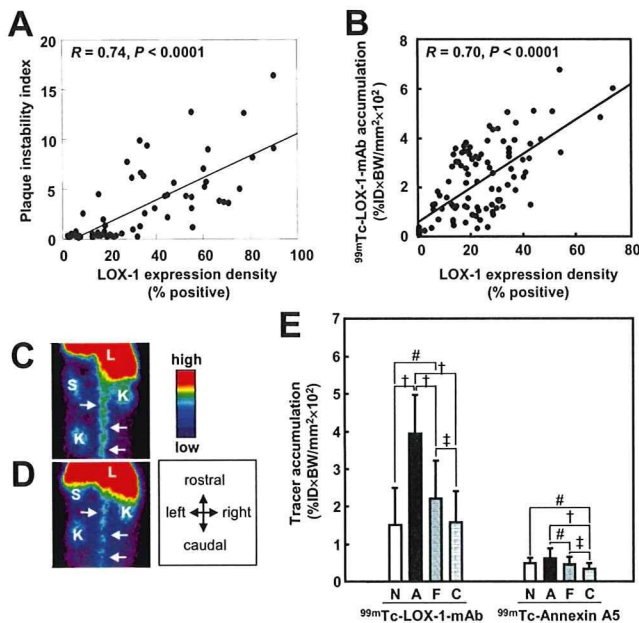 A
R = 0.74, P < 0.0001
Plaque instability index
20
15
10
5
0
0 20 40 60 80 100
LOX-1 expression density
(% positive)
B
R = 0.70, P < 0.0001
99mTc-LOX-1-mAb accumulation
(%ID×BW/mm²×10²)
8
6
4
2
0
0 20 40 60 80
LOX-1 expression density
(% positive)
C
L
S
K
K
high
low
D
S
K
K
rostral
left right
caudal
E
Tracer accumulation
(%ID×BW/mm²×10²)
7
6
5
4
3
2
1
0
#
† † †
‡
#
†
# ‡
N A F C N A F C
99mTc-LOX-1-mAb 99mTc-Annexin A5